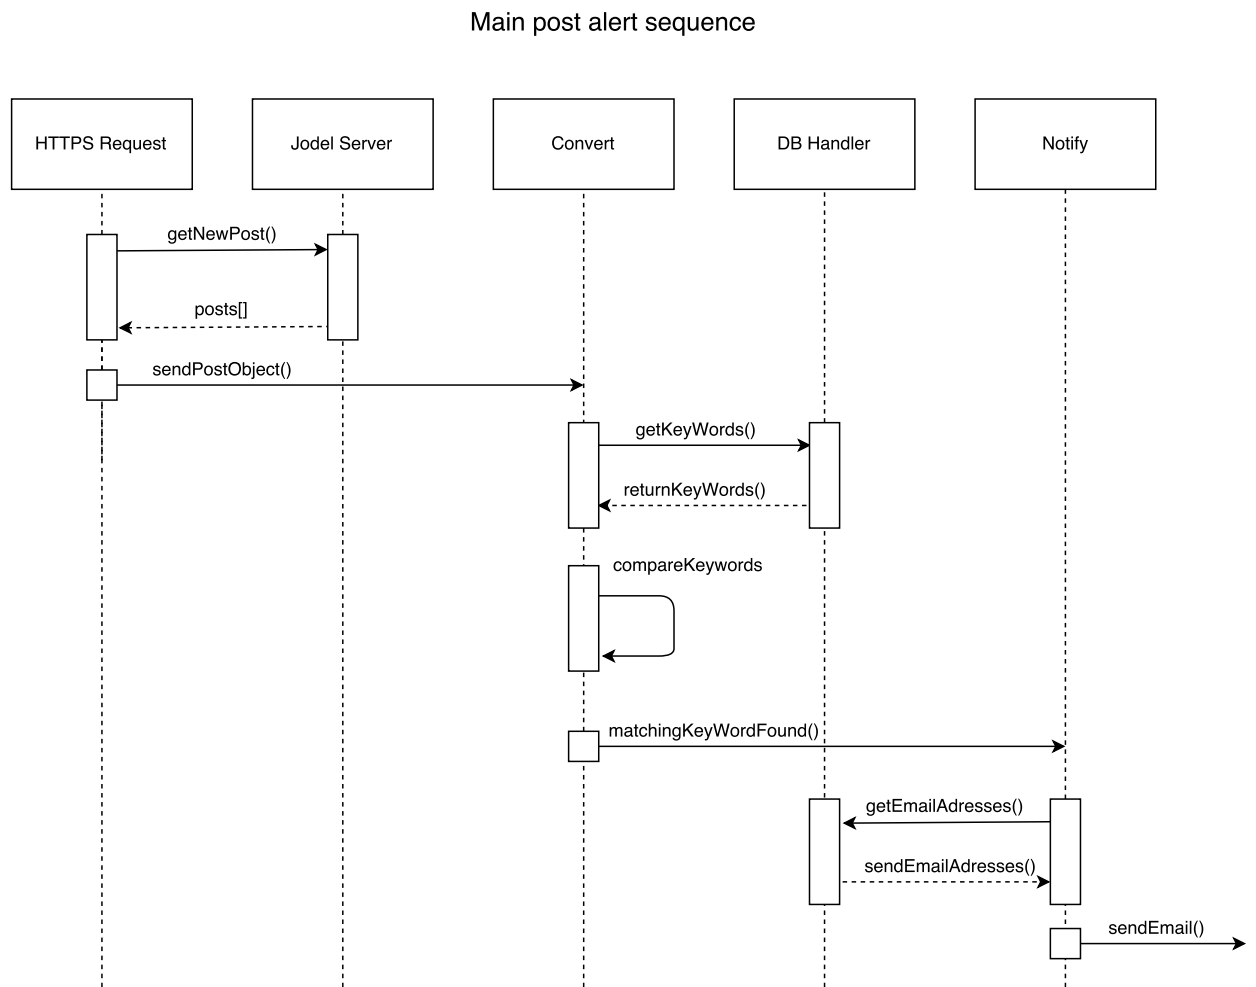 Main post alert sequence
HTTPS Request
Jodel Server
Convert
DB Handler
Notify
getNewPost()
posts[]
sendPostObject()
getKeyWords()
returnKeyWords()
compareKeywords
matchingKeyWordFound()
getEmailAdresses()
sendEmailAdresses()
sendEmail()